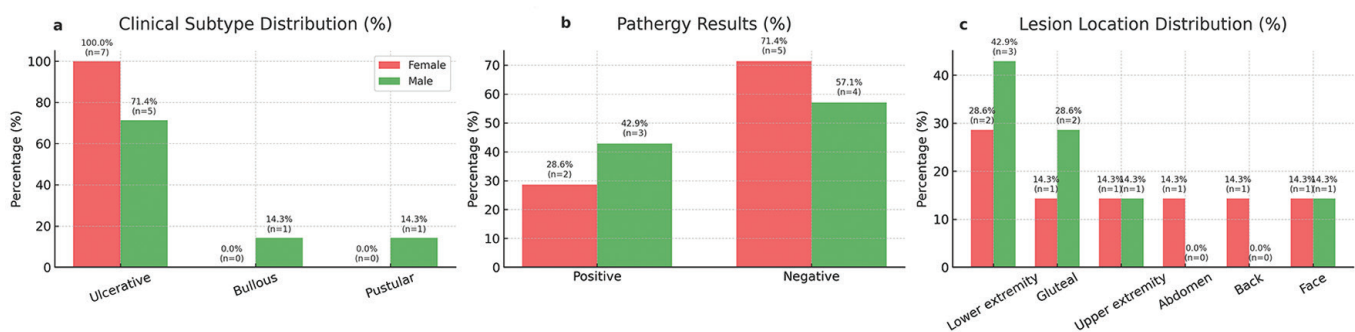 a Clinical Subtype Distribution (%)
100.0%
(n=7)
Female
Male
71.4%
(n=5)
0.0%
(n=0)
14.3%
(n=1)
0.0%
(n=0)
14.3%
(n=1)
Percentage (%)
100
80
60
40
20
0
Ulcerative
Bullous
Pustular
b Pathergy Results (%)
28.6%
(n=2)
42.9%
(n=3)
71.4%
(n=5)
57.1%
(n=4)
Percentage (%)
70
60
50
40
30
20
10
0
Positive
Negative
c Lesion Location Distribution (%)
28.6%
(n=2)
42.9%
(n=3)
14.3%
(n=1)
28.6%
(n=2)
14.3%
(n=1)
14.3%
(n=1)
14.3%
(n=1)
0.0%
(n=0)
14.3%
(n=1)
0.0%
(n=0)
14.3%
(n=1)
14.3%
(n=1)
Percentage (%)
40
30
20
10
0
Lower extremity
Gluteal
Upper extremity
Abdomen
Back
Face